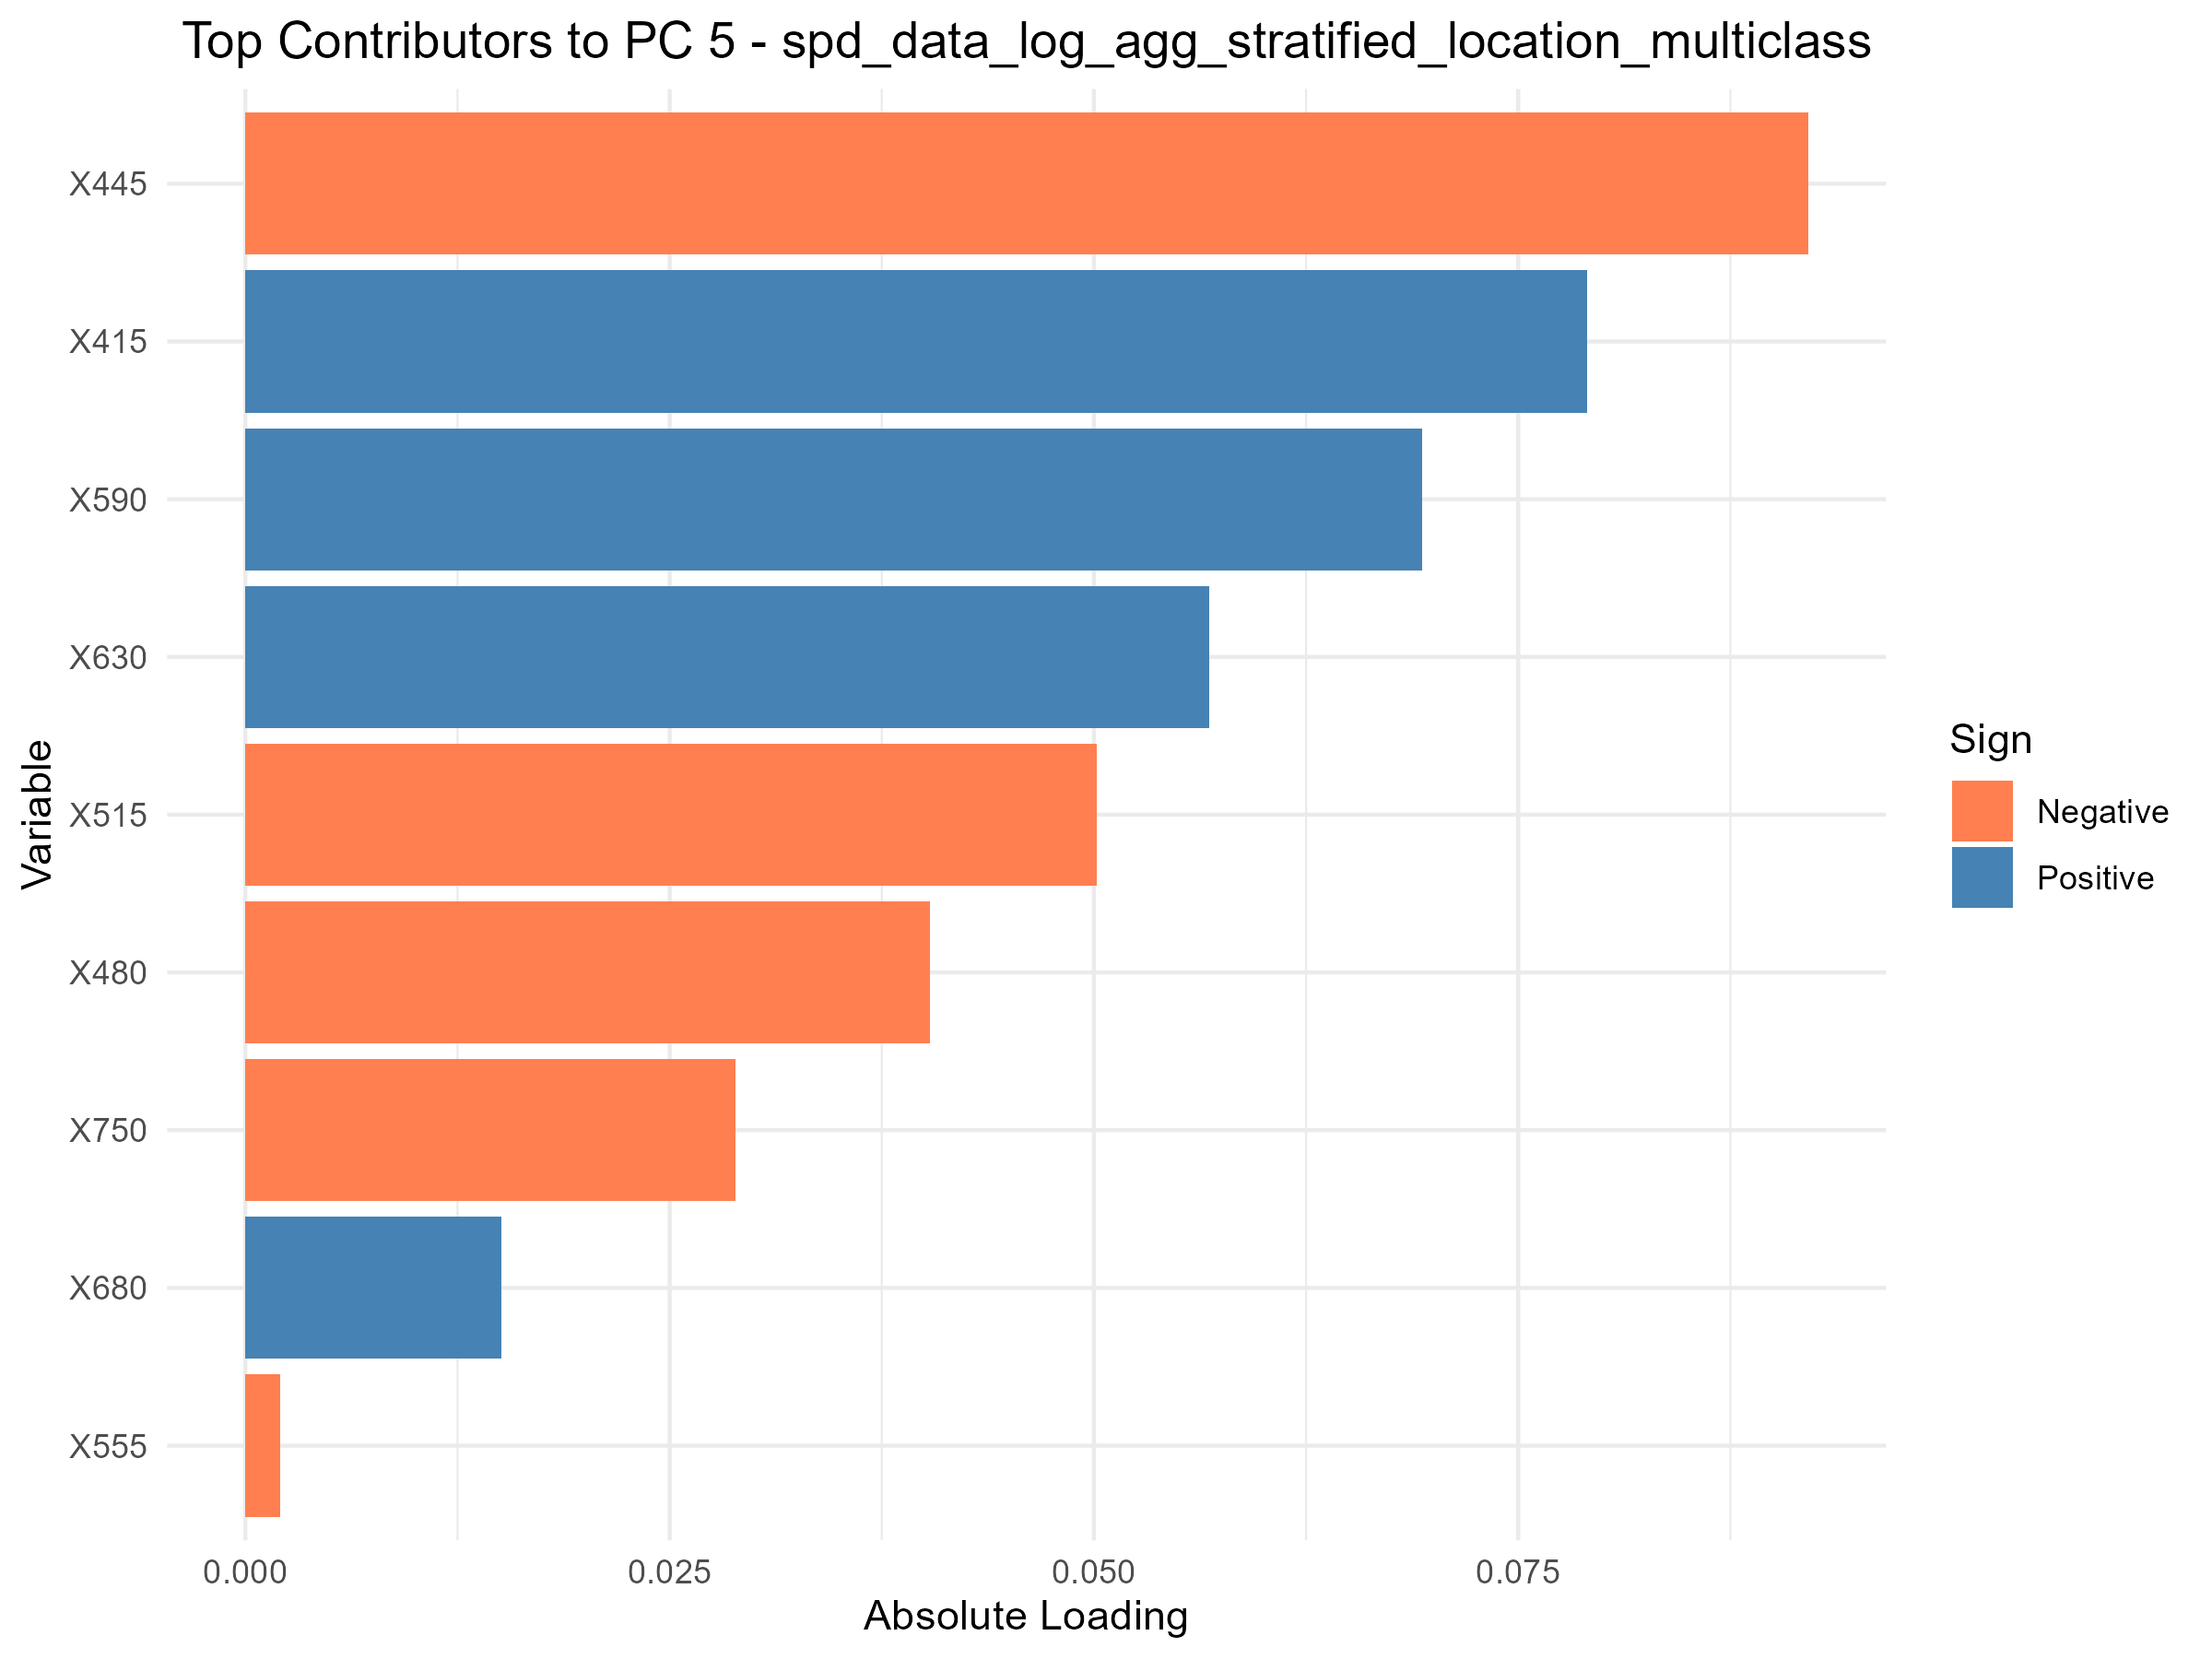 Top Contributors to PC 5 - spd_data_log_agg_stratified_location_multiclass
Variable
X445
X415
X590
X630
X515
X480
X750
X680
X555
0.000 0.025 0.050 0.075
Absolute Loading
Sign
Negative
Positive